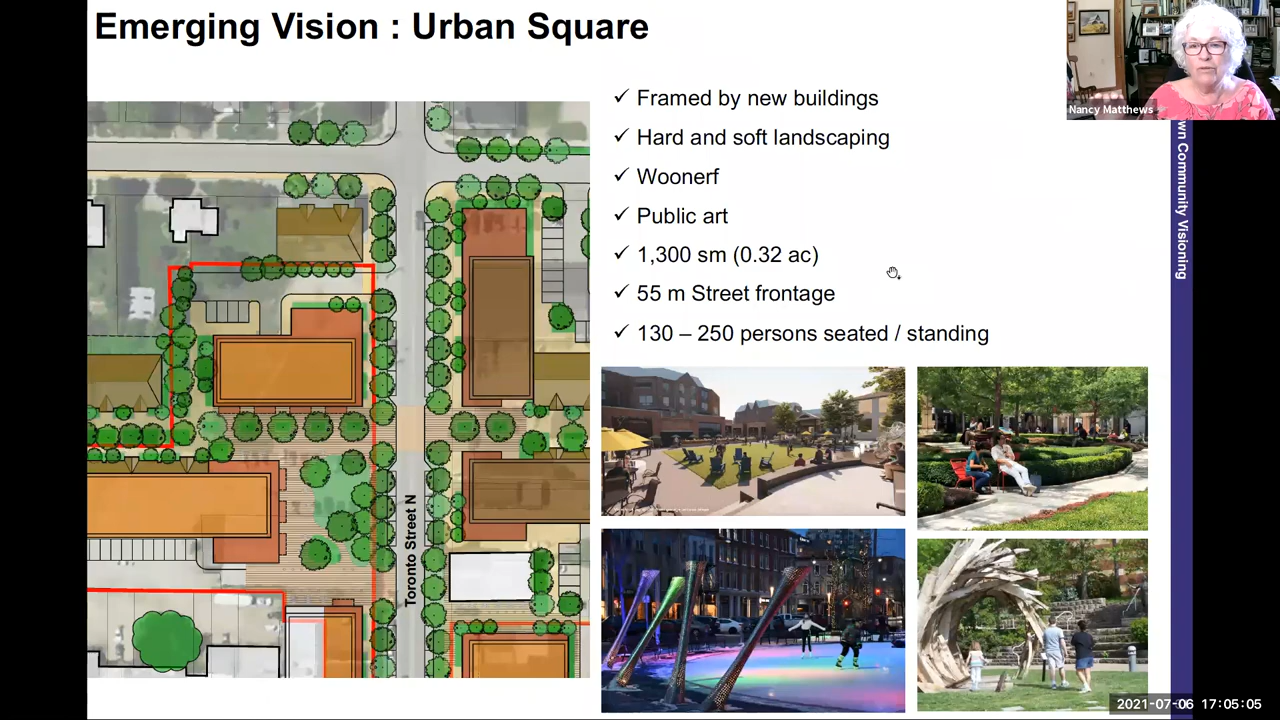 Emerging Vision : Urban Square
Nancy Matthews
✓ Framed by new buildings
✓ Hard and soft landscaping
✓ Woonerf
✓ Public art
✓ 1,300 sm (0.32 ac)
✓ 55 m Street frontage
✓ 130 – 250 persons seated / standing
wn Community Visioning
Toronto Street N
2021-07-06 17:05:05